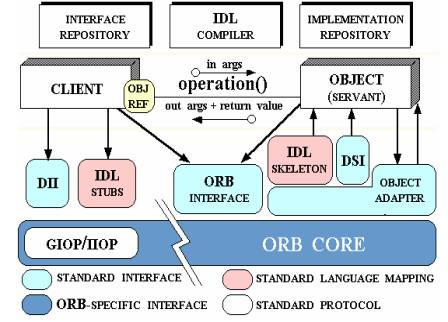 INTERFACE
REPOSITORY
IDL
COMPILER
IMPLEMENTATION
REPOSITORY
in args
operation()
out args + return value
CLIENT
OBJ
REF
OBJECT
(SERVANT)
DII
IDL
STUBS
ORB
INTERFACE
IDL
SKELETON
DSI
OBJECT
ADAPTER
GIOP/IIOP
ORB CORE
STANDARD INTERFACE
STANDARD LANGUAGE MAPPING
ORB-SPECIFIC INTERFACE
STANDARD PROTOCOL